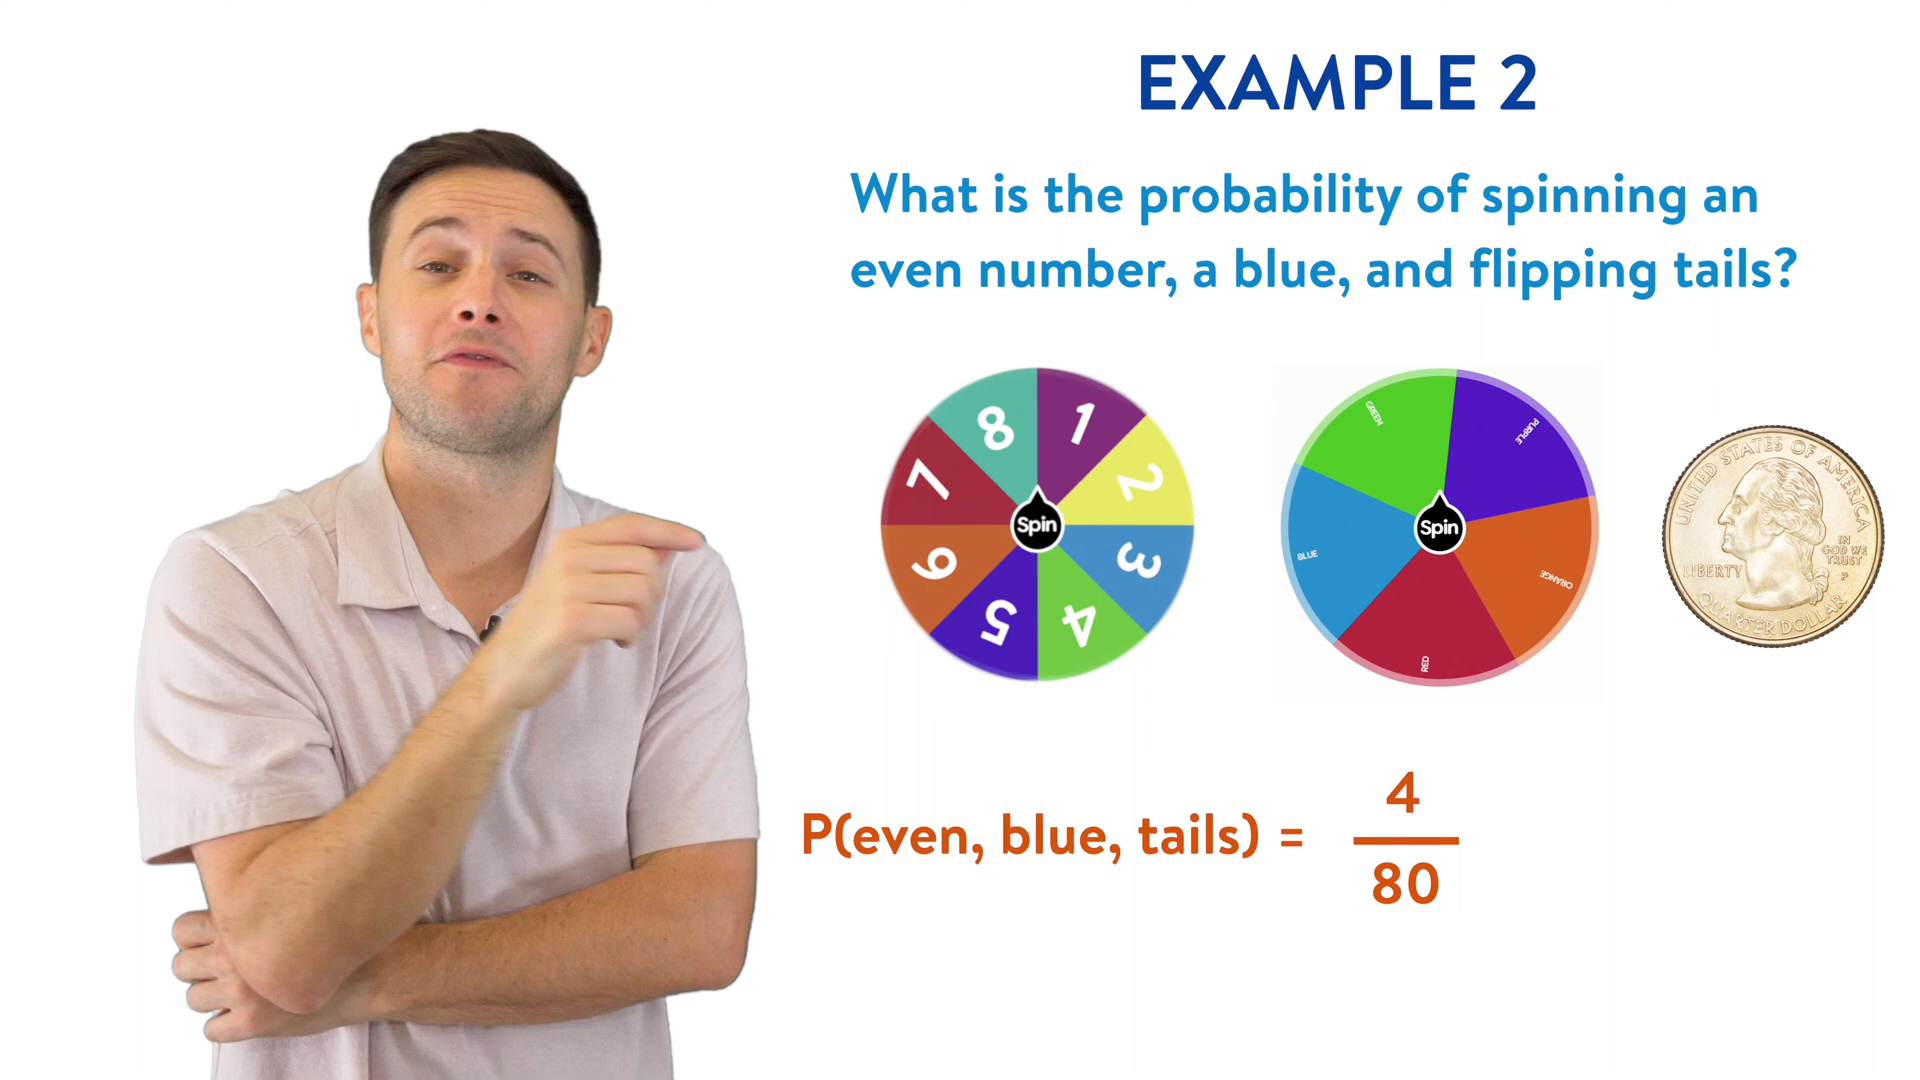 EXAMPLE 2
What is the probability of spinning an
even number, a blue, and flipping tails?
8 1
7 2
Spin
6 3
5 4
GREEN
PURPLE
Spin
BLUE
ORANGE
RED
UNITED STATES OF AMERICA
LIBERTY
IN
GOD WE
TRUST
P
QUARTER DOLLAR
P(even, blue, tails) = 4
80